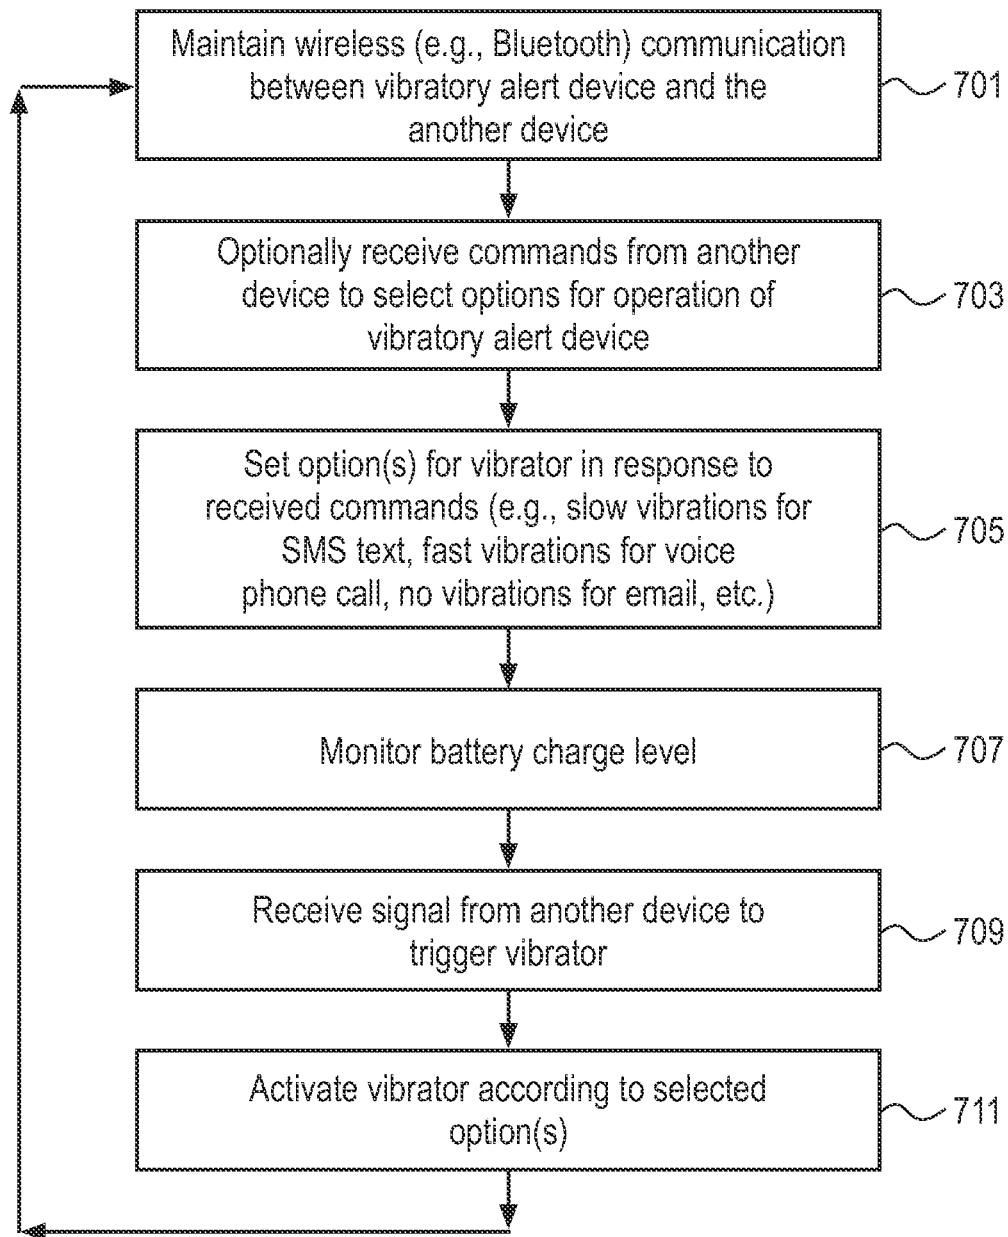 Maintain wireless (e.g., Bluetooth) communication
between vibratory alert device and the
another device
701
Optionally receive commands from another
device to select options for operation of
vibratory alert device
703
Set option(s) for vibrator in response to
received commands (e.g., slow vibrations for
SMS text, fast vibrations for voice
phone call, no vibrations for email, etc.)
705
Monitor battery charge level
707
Receive signal from another device to
trigger vibrator
709
Activate vibrator according to selected
option(s)
711